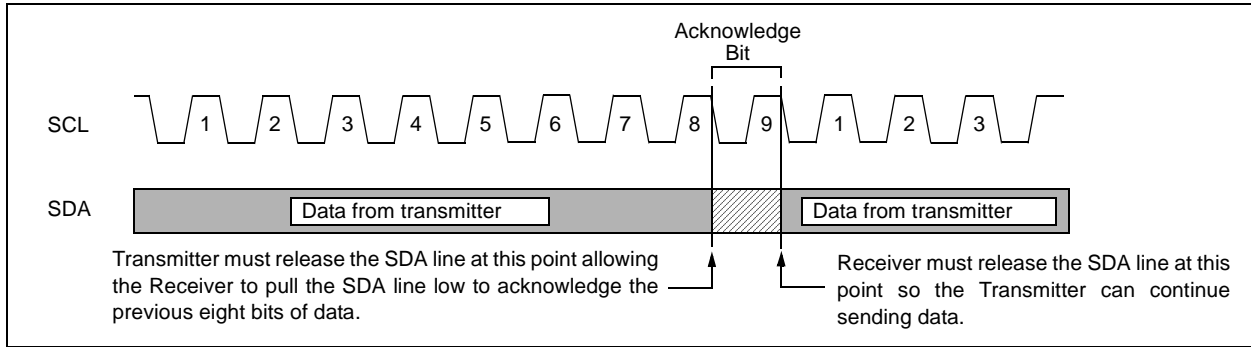 Acknowledge
Bit
SCL 1 2 3 4 5 6 7 8 9 1 2 3
SDA Data from transmitter Data from transmitter
Transmitter must release the SDA line at this point allowing
the Receiver to pull the SDA line low to acknowledge the
previous eight bits of data.
Receiver must release the SDA line at this
point so the Transmitter can continue
sending data.